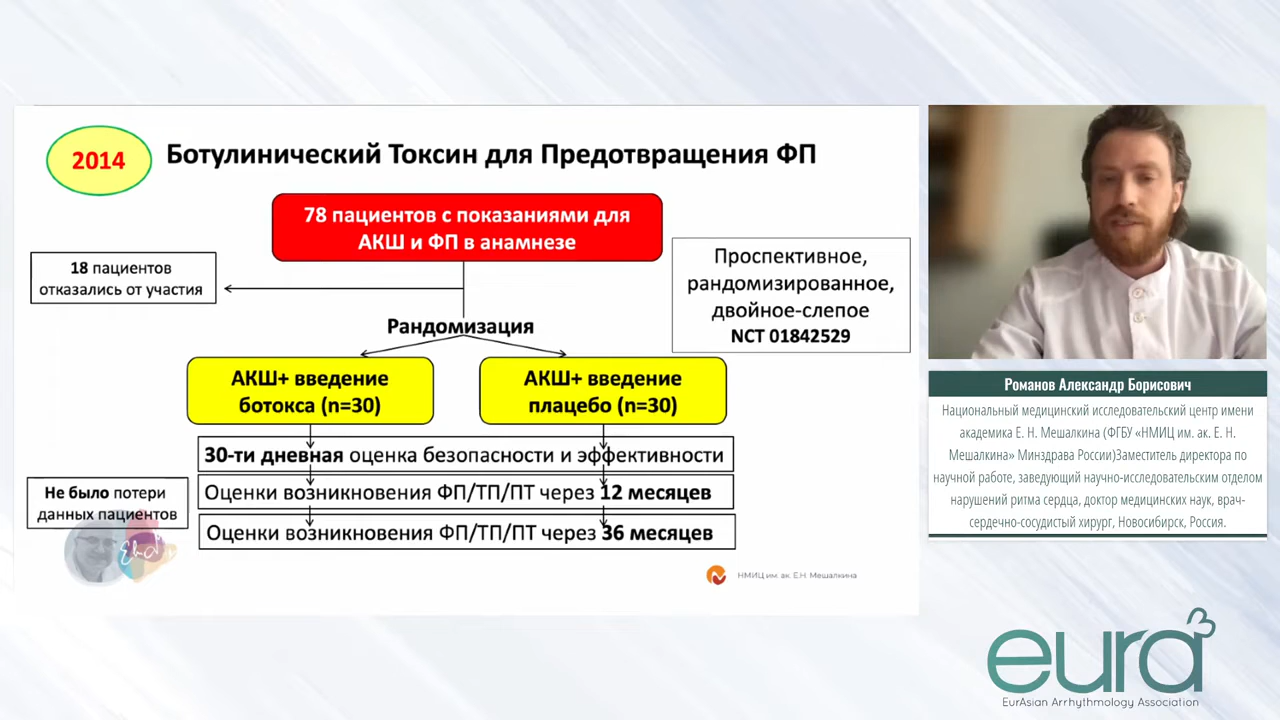 2014
Ботулинический Токсин для Предотвращения ФП
78 пациентов с показаниями для
АКШ и ФП в анамнезе
18 пациентов
отказались от участия
Проспективное,
рандомизированное,
двойное-слепое
NCT 01842529
Рандомизация
АКШ+ введение
ботокса (n=30)
АКШ+ введение
плацебо (n=30)
30-ти дневная оценка безопасности и эффективности
Оценки возникновения ФП/ТП/ПТ через 12 месяцев
Не было потери
данных пациентов
Оценки возникновения ФП/ТП/ПТ через 36 месяцев
НМИЦ им. ак. Е.Н. Мешалкина
Романов Александр Борисович
Национальный медицинский исследовательский центр имени
академика Е. Н. Мешалкина (ФГБУ «НМИЦ им. ак. Е. Н.
Мешалкина» Минздрава России)Заместитель директора по
научной работе, заведующий научно-исследовательским отделом
нарушений ритма сердца, доктор медицинских наук, врач-
сердечно-сосудистый хирург, Новосибирск, Россия.
eura
EurAsian Arrhythmology Association